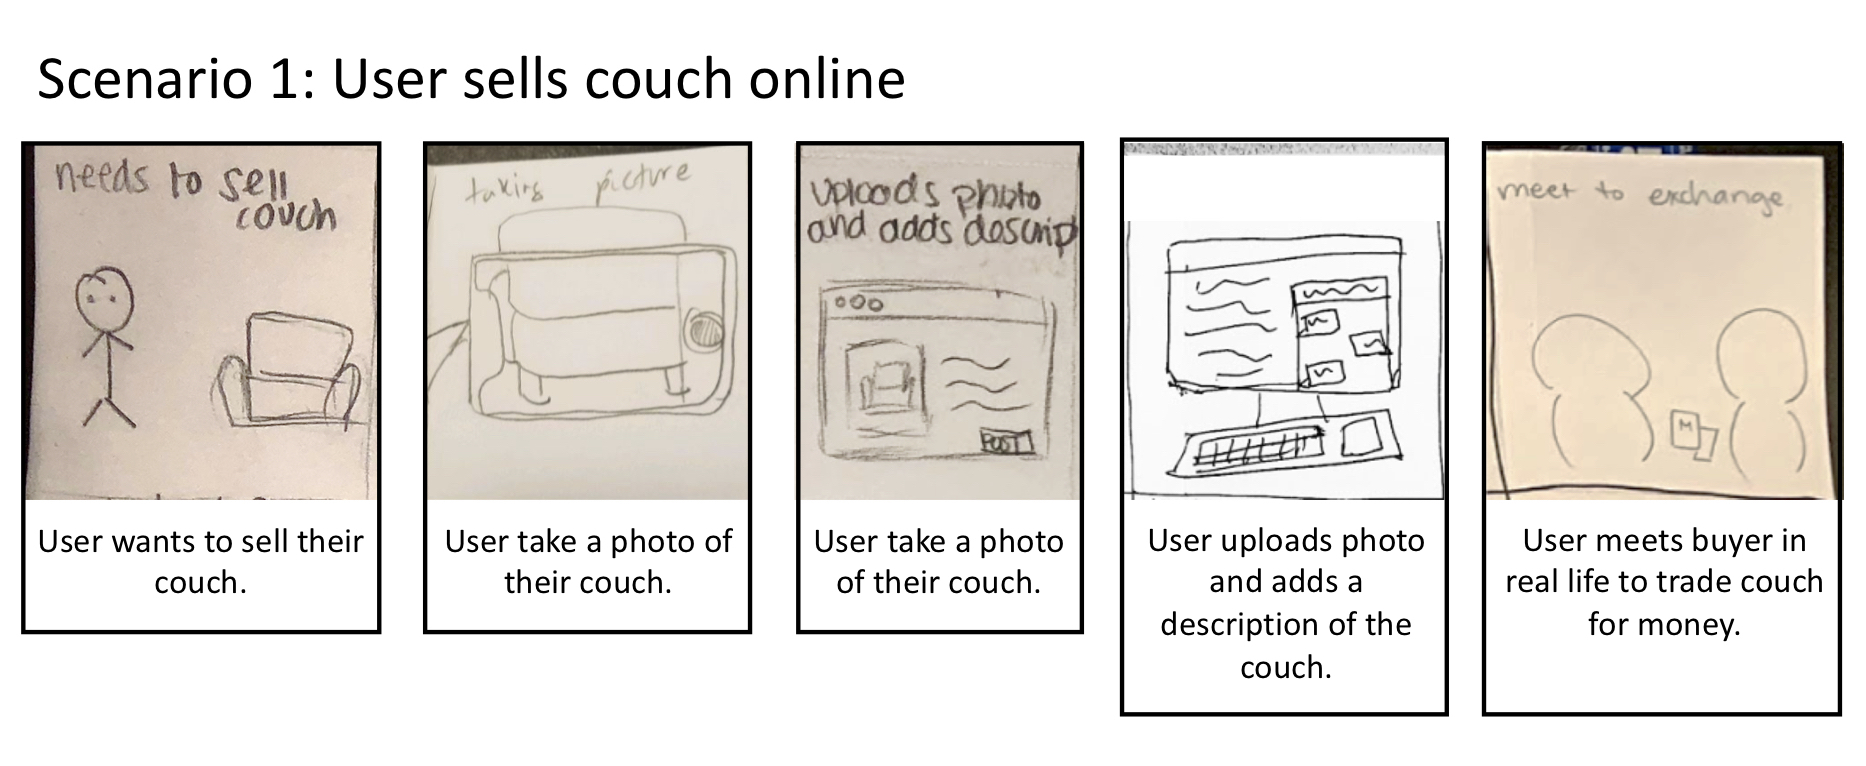 Scenario 1: User sells couch online
needs to sell
couch
User wants to sell their
couch.
taking picture
User take a photo of
their couch.
uploads photo
and adds descrip
POST
User take a photo
of their couch.
User uploads photo
and adds a
description of the
couch.
meet to exchange
M
User meets buyer in
real life to trade couch
for money.